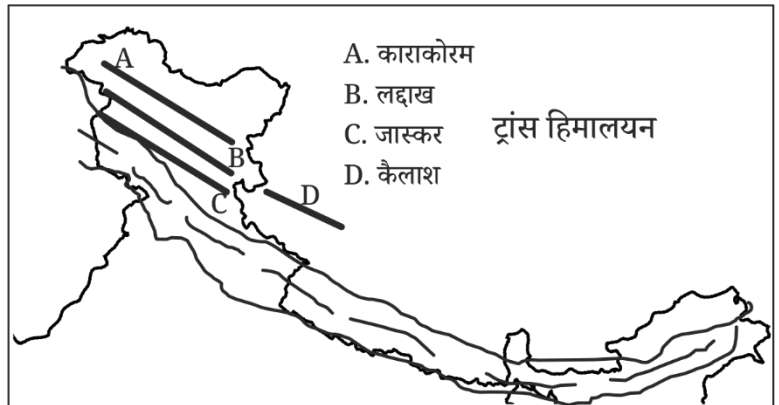 A. काराकोरम
B. लद्दाख
C. जास्कर
D. कैलाश
ट्रांस हिमालयन
A
B
C
D